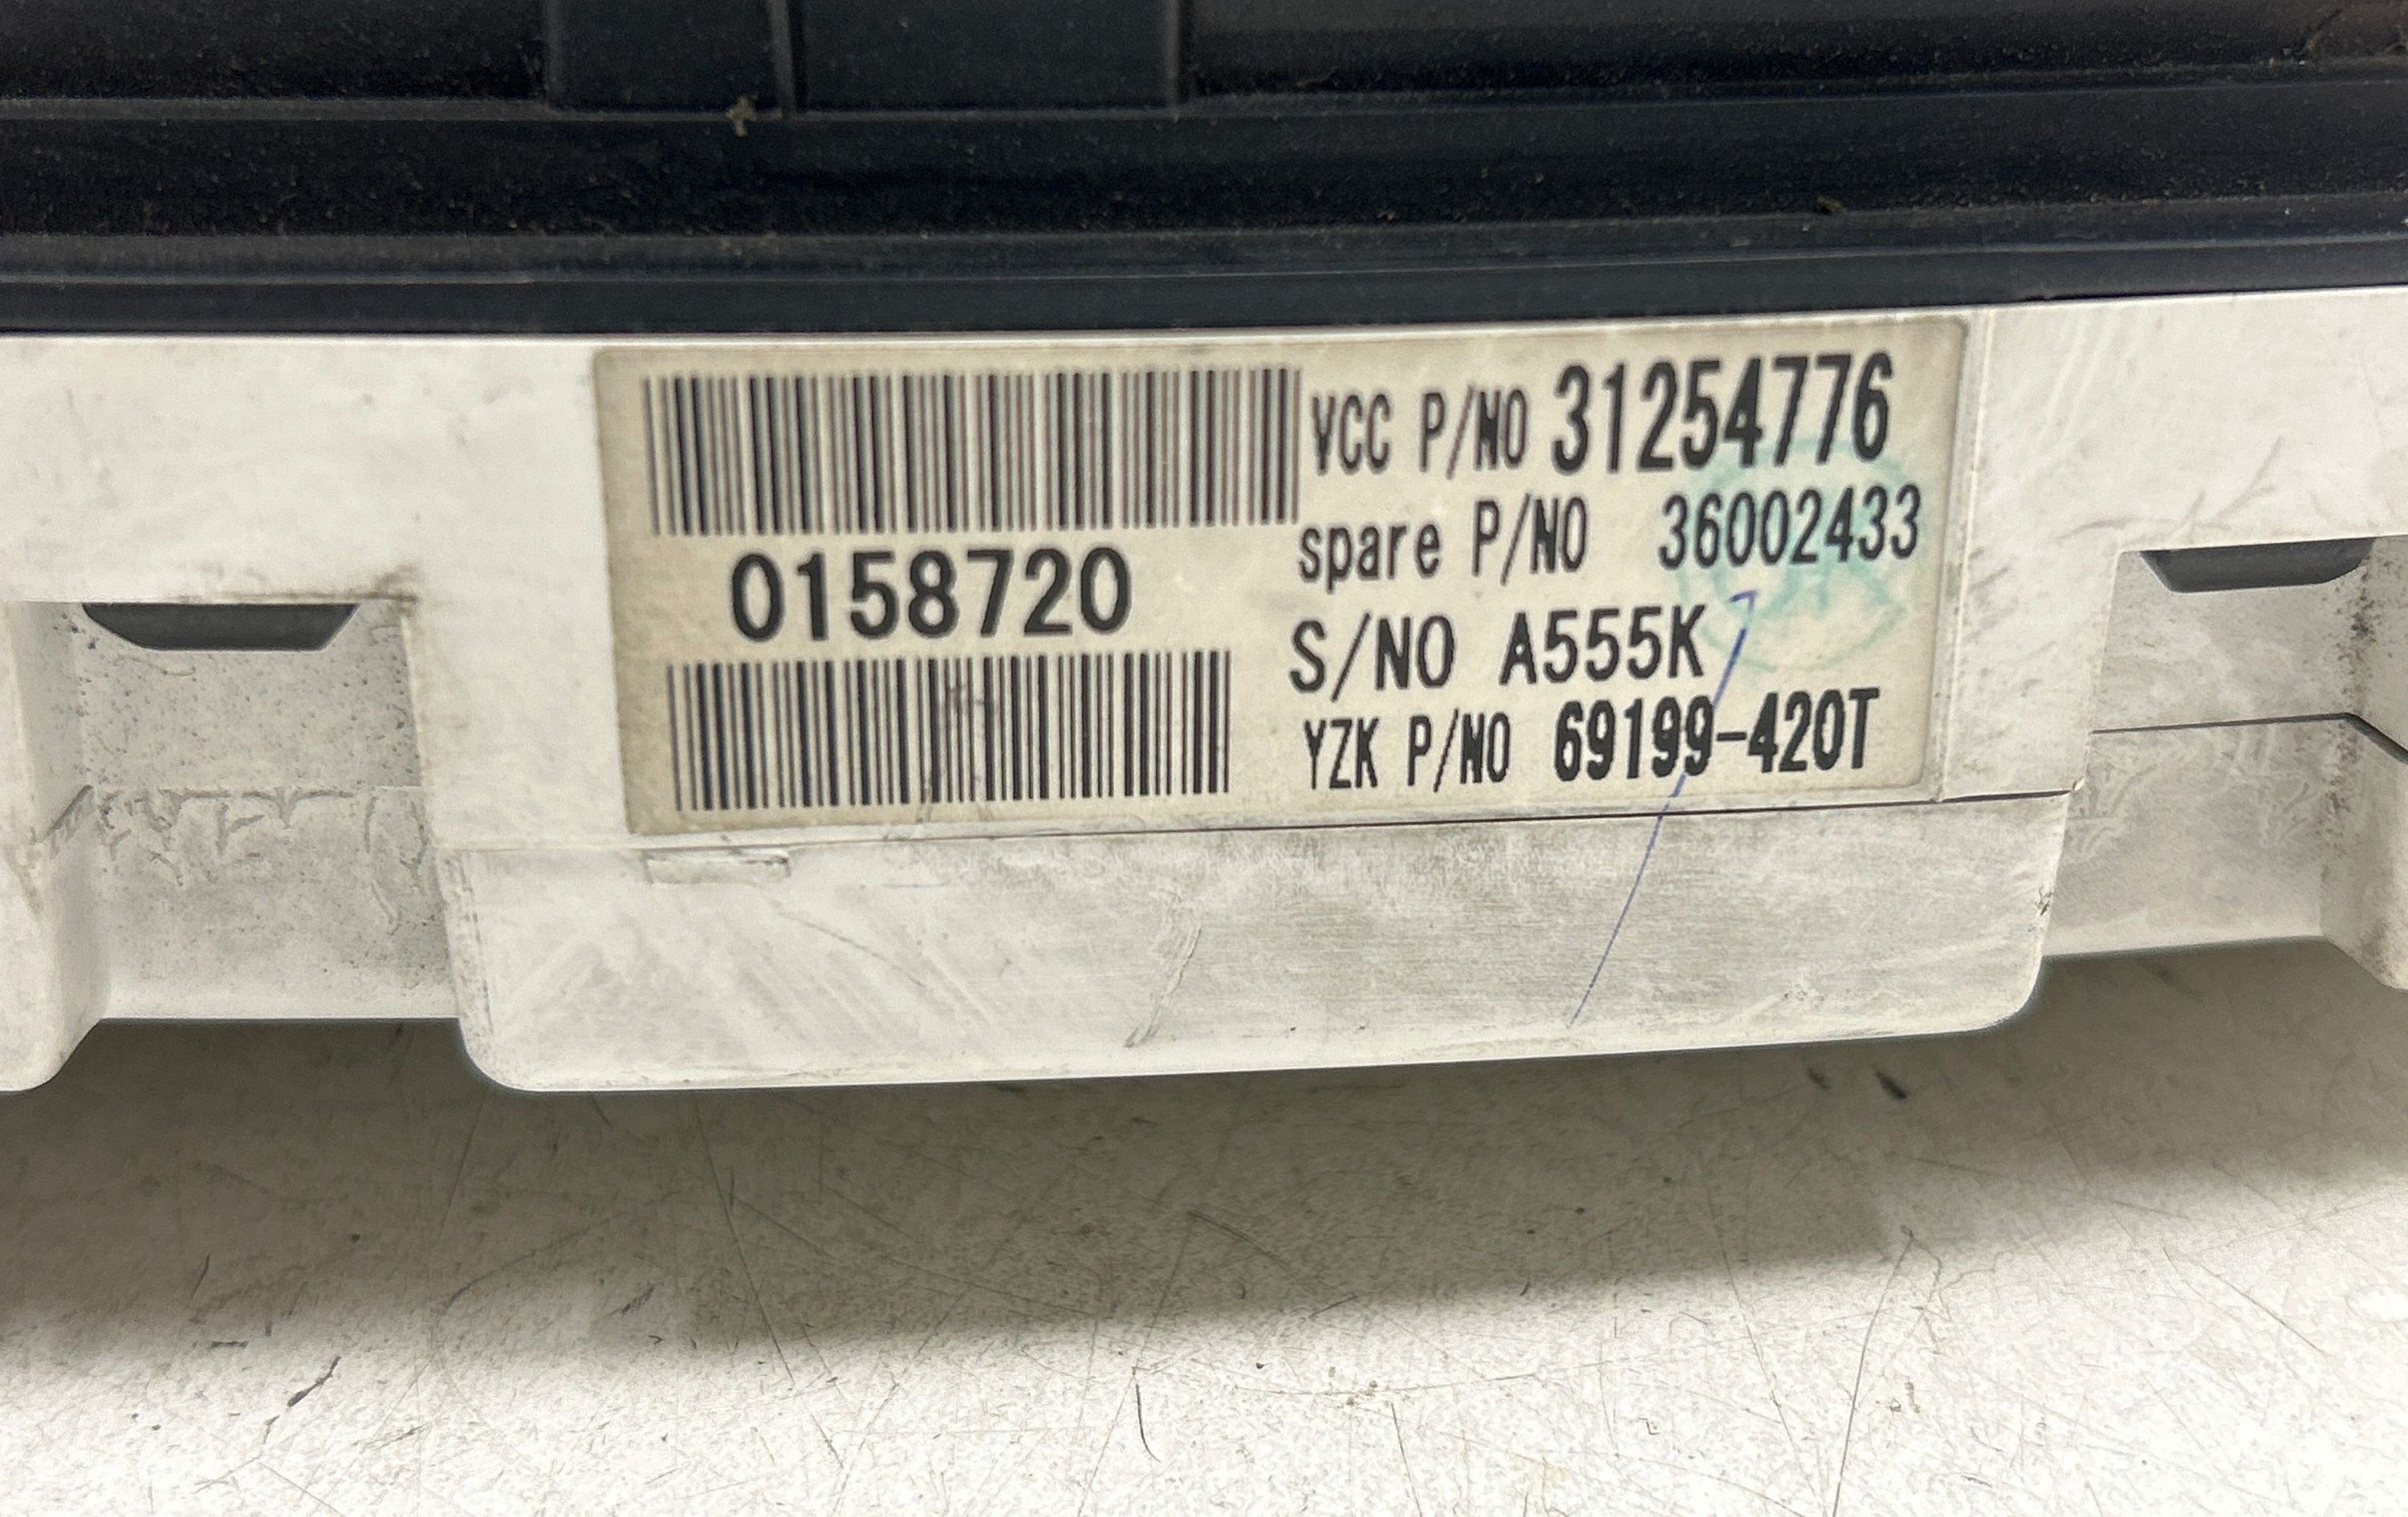 VCC P/NO 31254776
spare P/NO 36002433
0158720
S/NO A555K
YZK P/NO 69199-420T